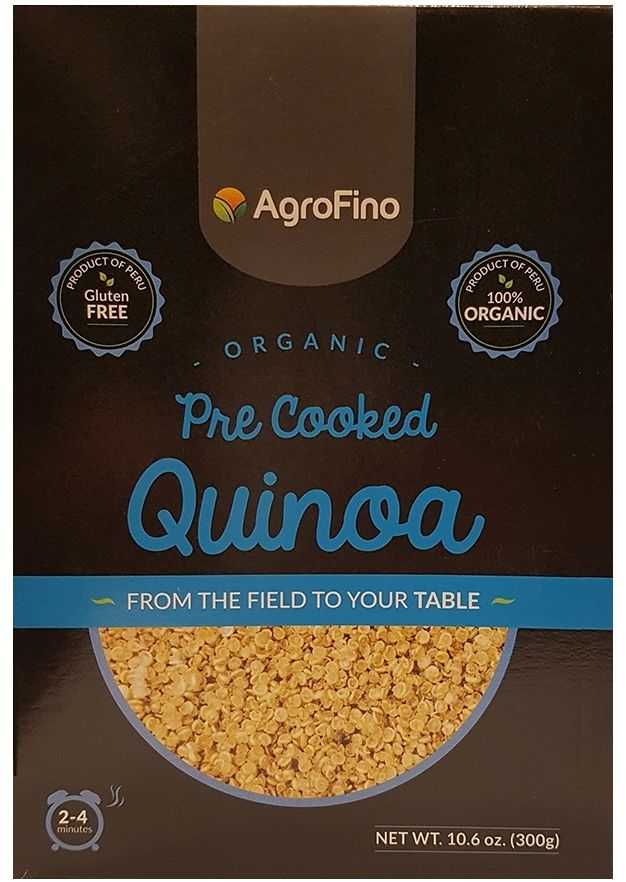 AgroFino
PRODUCT OF PERU
Gluten
FREE
PRODUCT OF PERU
100%
ORGANIC
- ORGANIC -
Pre Cooked
Quinoa
FROM THE FIELD TO YOUR TABLE
2-4
minutes
NET WT. 10.6 oz. (300g)